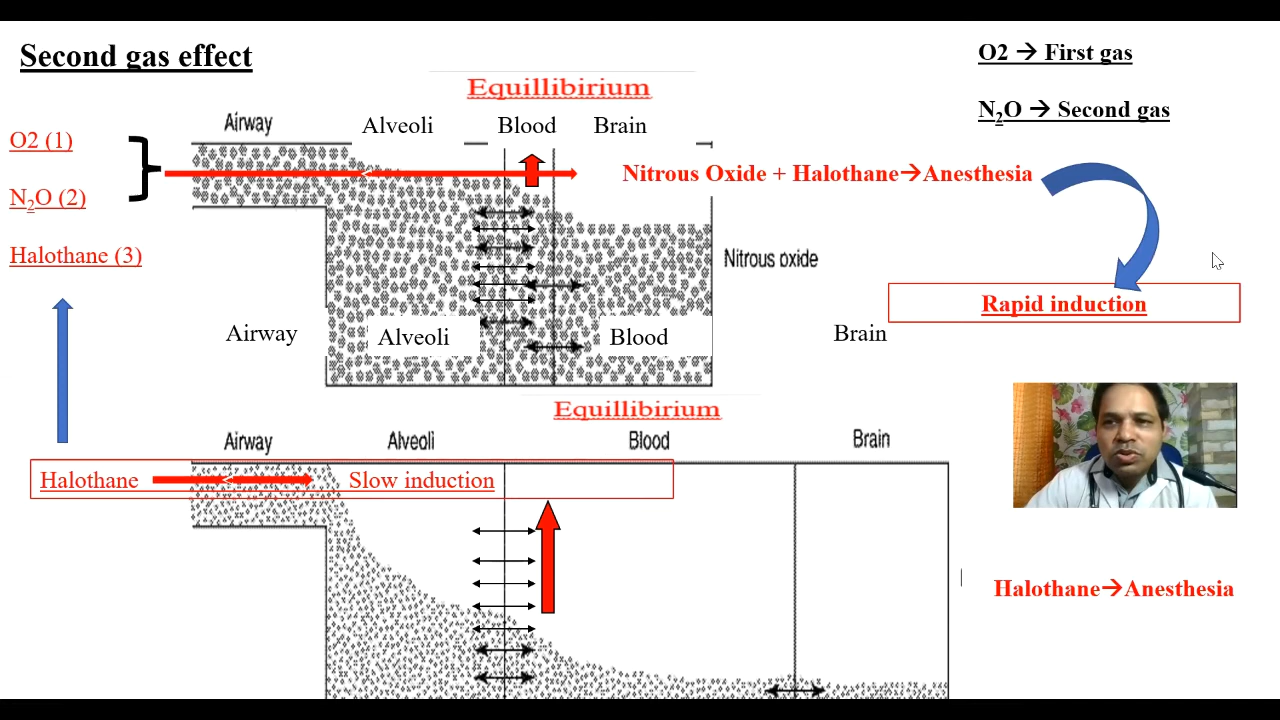 Second gas effect
O2 → First gas
N₂O → Second gas
Equillibirium
Airway
Alveoli
Blood
Brain
O2 (1)
N₂O (2)
Halothane (3)
Nitrous Oxide + Halothane→Anesthesia
Nitrous oxide
Rapid induction
Airway
Alveoli
Blood
Brain
Equillibirium
Airway
Alveoli
Blood
Brain
Halothane
Slow induction
Halothane→Anesthesia